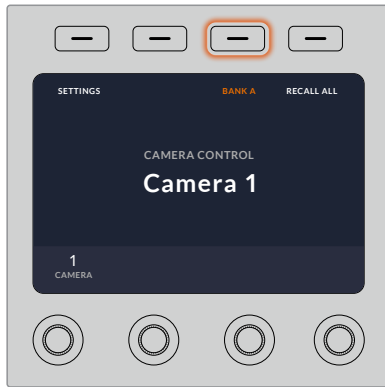 SETTINGS BANK A RECALL ALL
CAMERA CONTROL
Camera 1
1
CAMERA